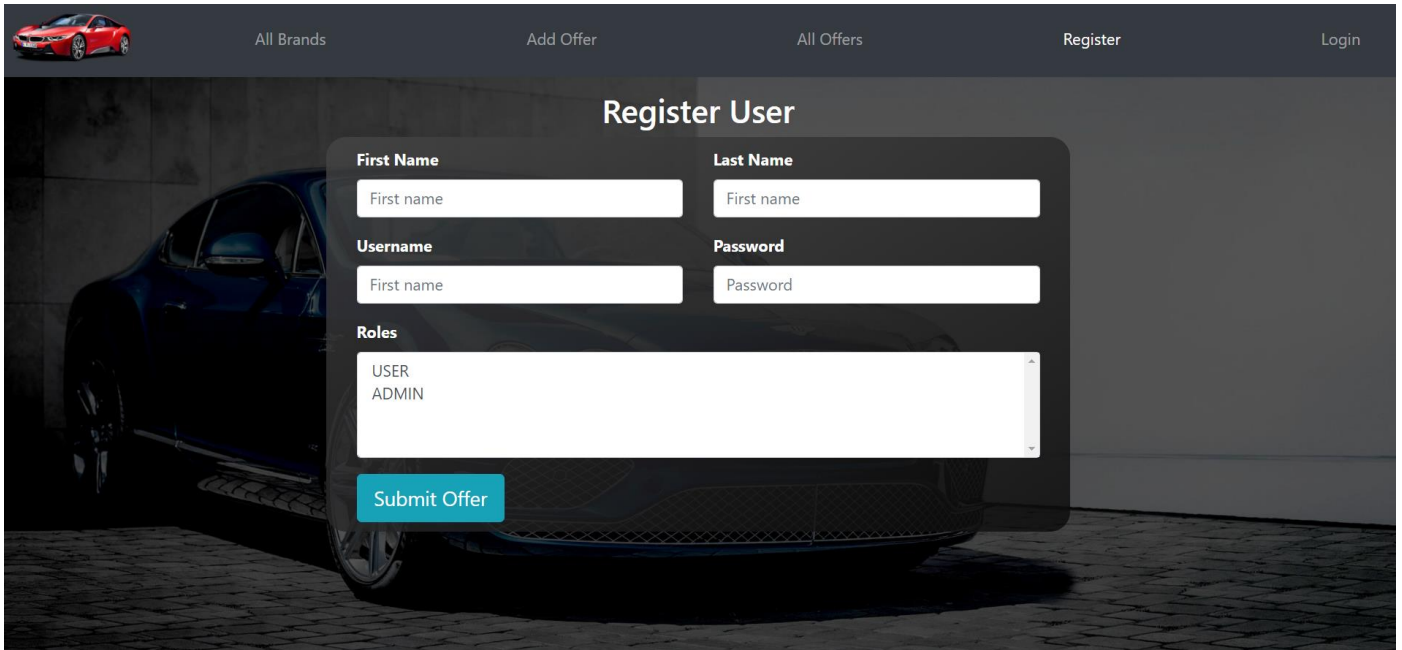 All Brands Add Offer All Offers Register Login
Register User
First Name Last Name
First name First name
Username Password
First name Password
Roles
USER
ADMIN
Submit Offer